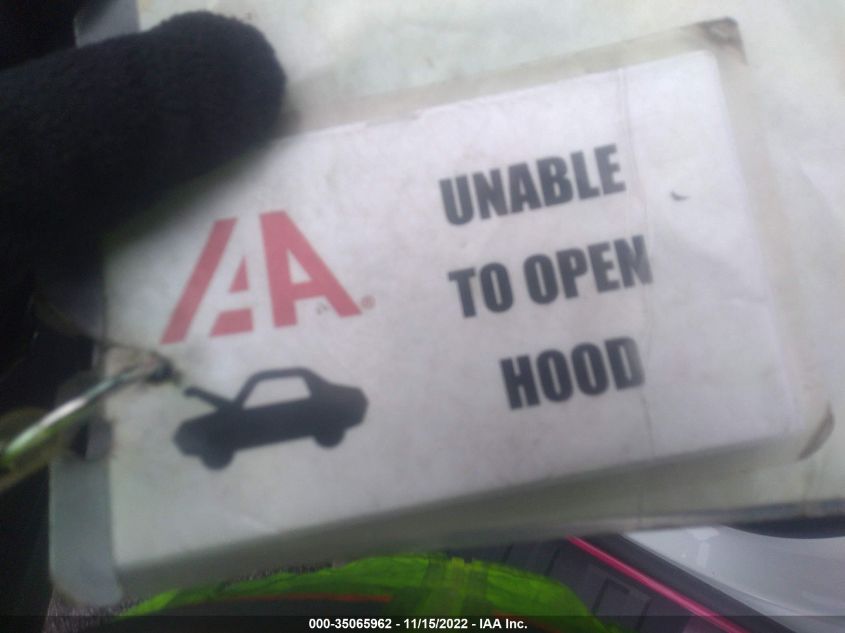 IAA®
UNABLE
TO OPEN
HOOD
000-35065962 - 11/15/2022 - IAA Inc.